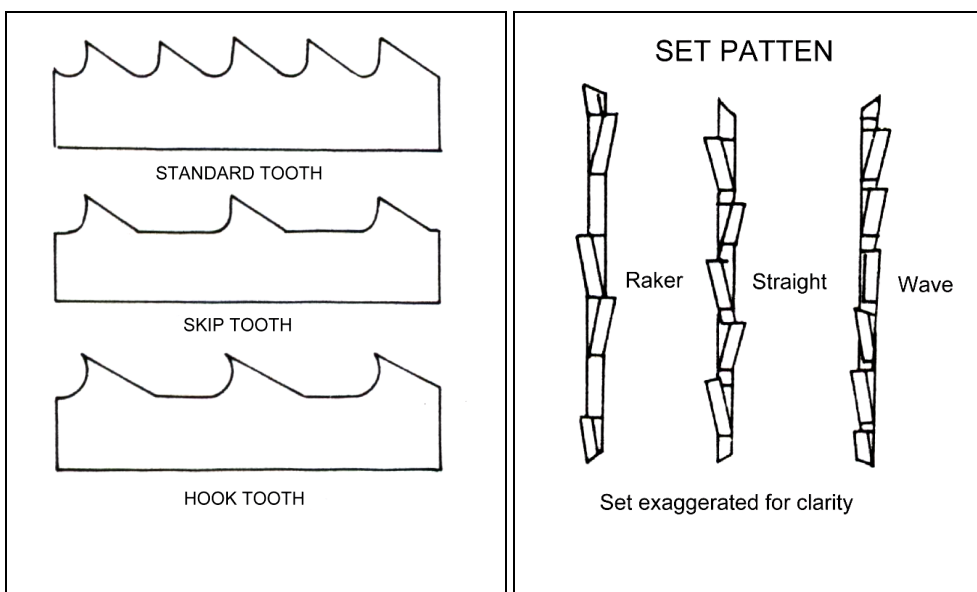 STANDARD TOOTH
SKIP TOOTH
HOOK TOOTH
SET PATTEN
Raker
Straight
Wave
Set exaggerated for clarity